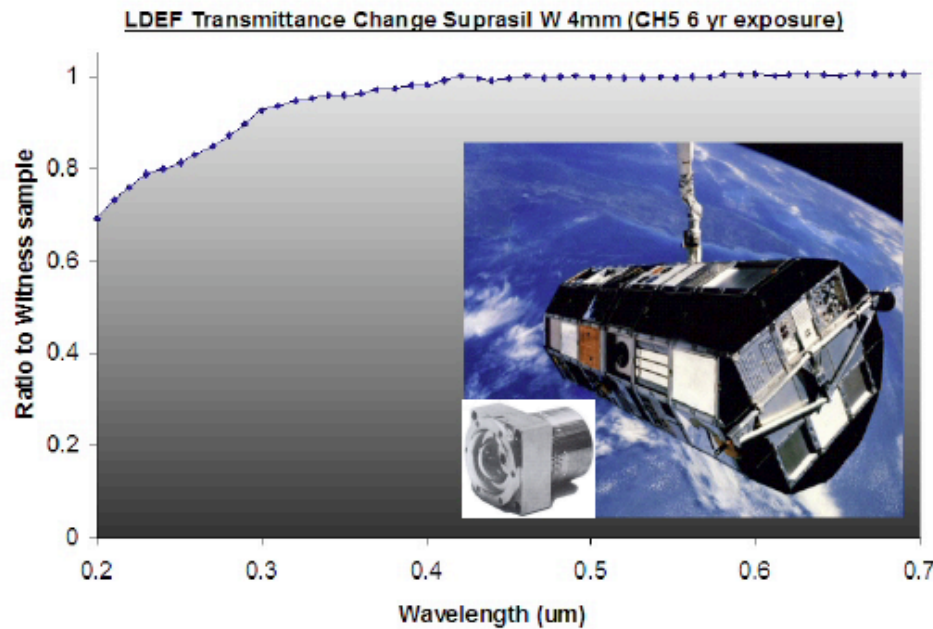 LDEF Transmittance Change Suprasil W 4mm (CH5 6 yr exposure)
1
0.8
0.6
0.4
0.2
0
Ratio to Witness sample
0.2 0.3 0.4 0.5 0.6 0.7
Wavelength (um)